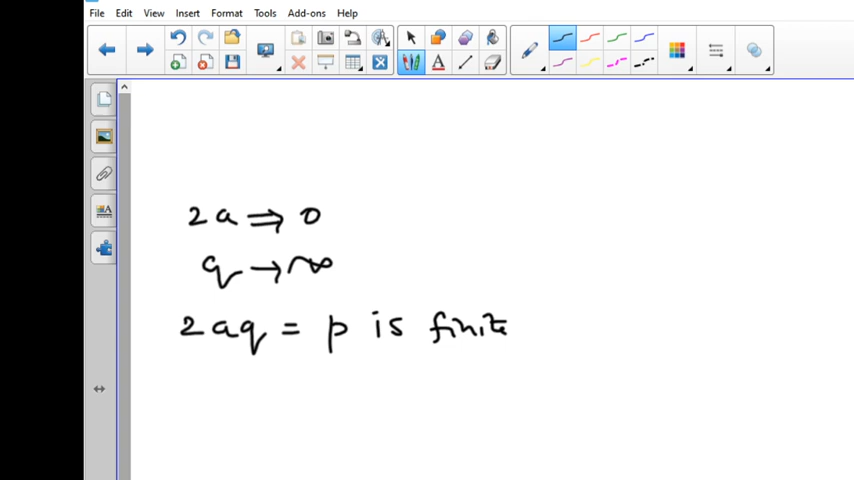 File Edit View Insert Format Tools Add-ons Help
2a ⇒ 0
q → ∞
2aq = p is finite